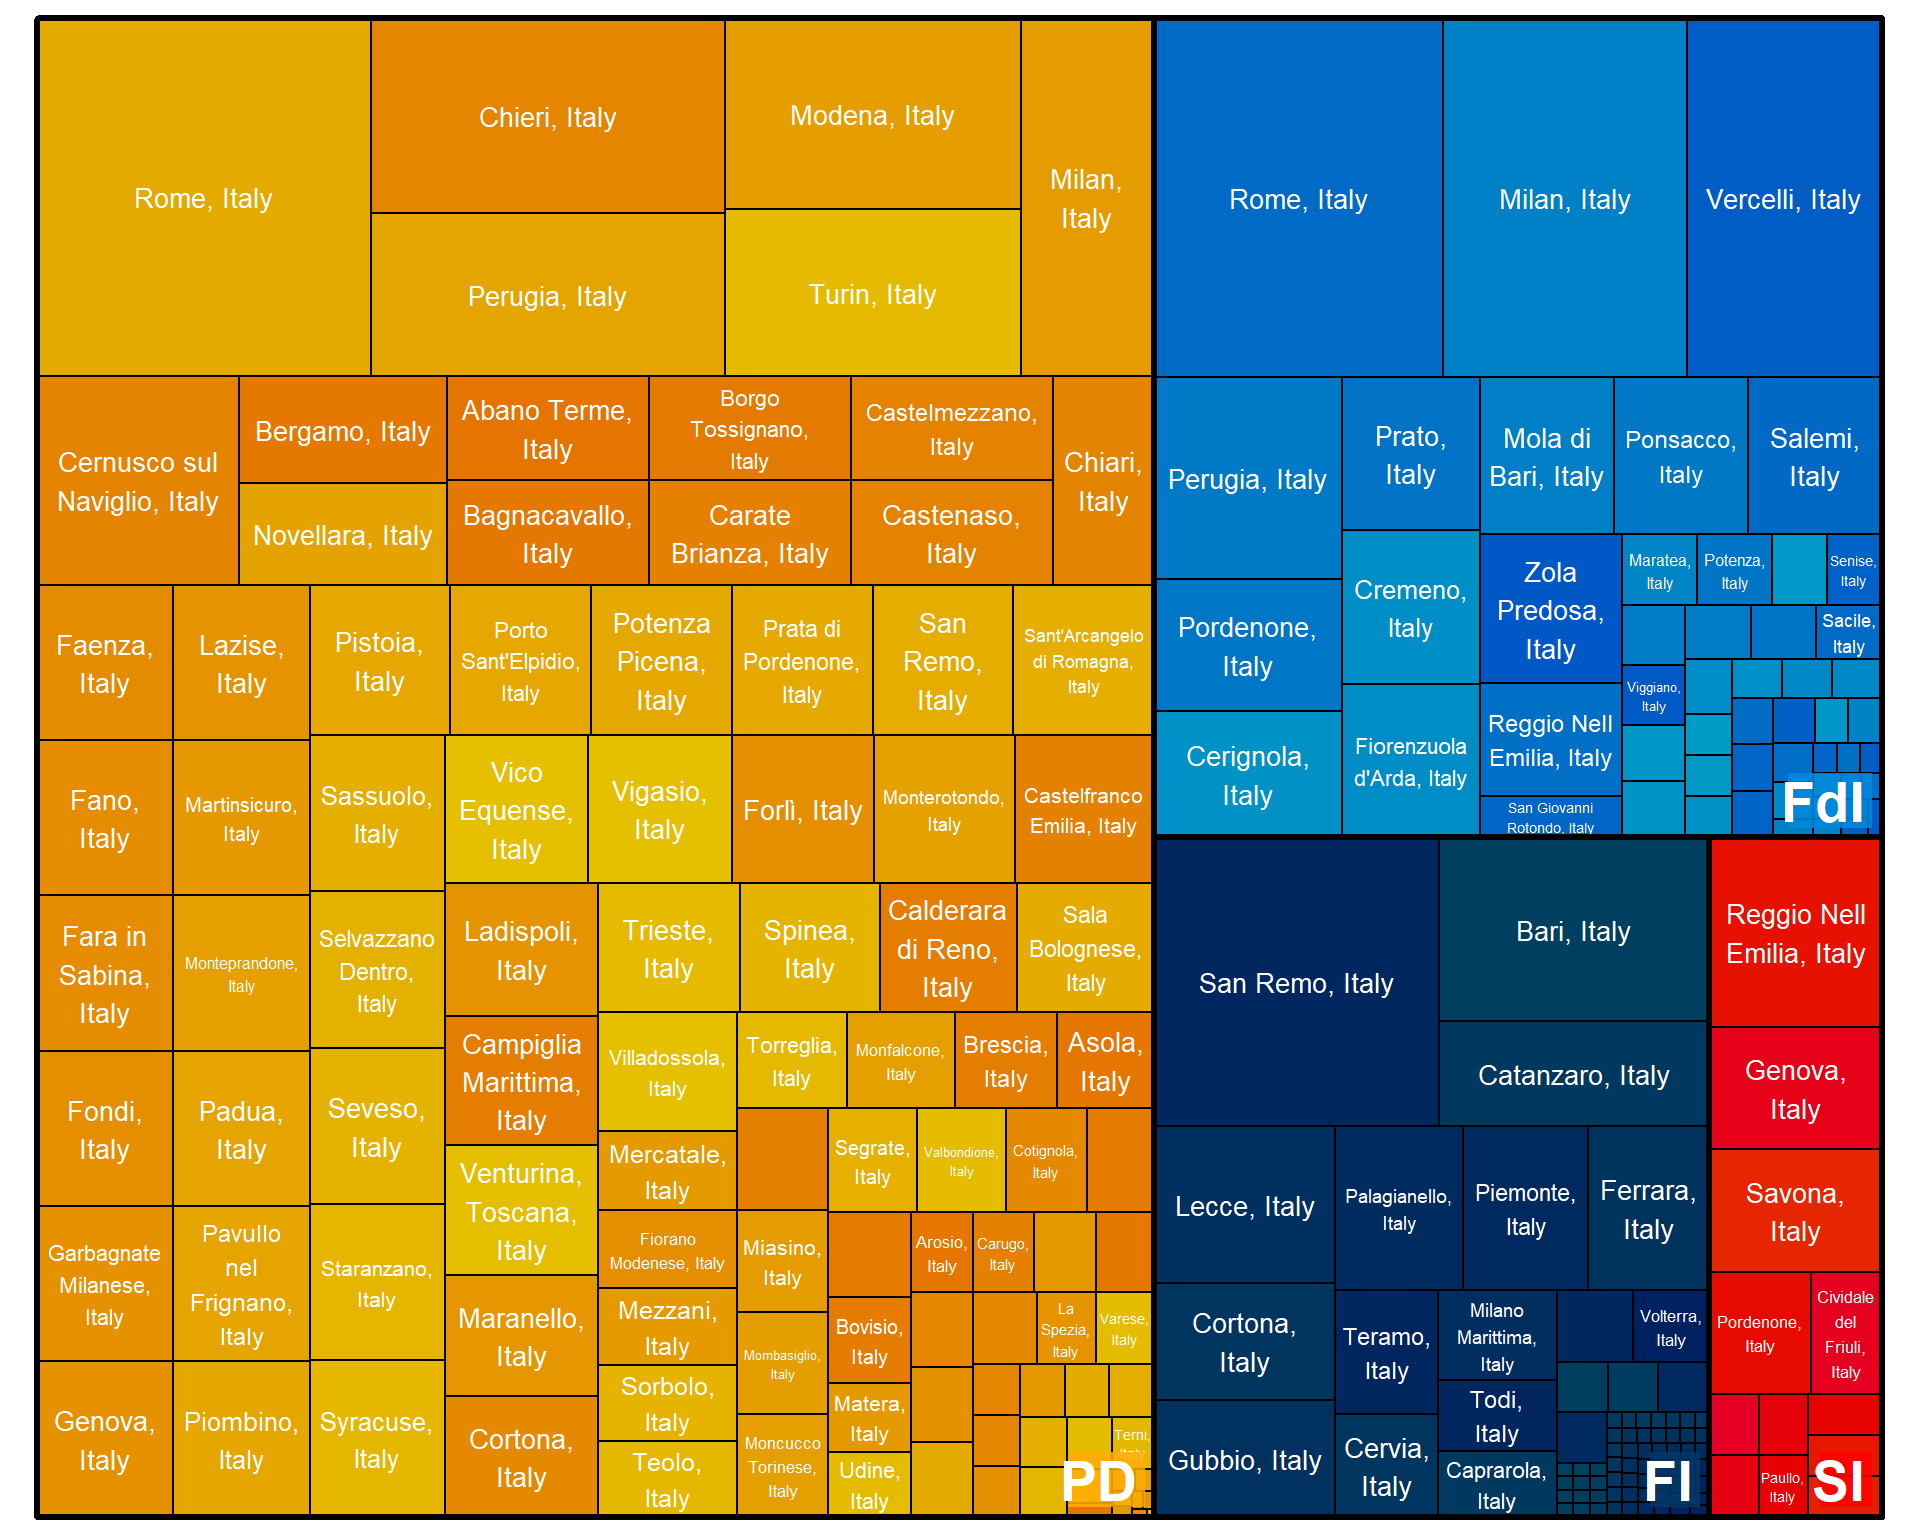 Rome, Italy
Chieri, Italy
Perugia, Italy
Modena, Italy
Turin, Italy
Milan,
Italy
Cernusco sul
Naviglio, Italy
Bergamo, Italy
Novellara, Italy
Abano Terme,
Italy
Bagnacavallo,
Italy
Borgo
Tossignano,
Italy
Carate
Brianza, Italy
Castelmezzano,
Italy
Castenaso,
Italy
Chiari,
Italy
Faenza,
Italy
Fano,
Italy
Fara in
Sabina,
Italy
Fondi,
Italy
Garbagnate
Milanese,
Italy
Genova,
Italy
Lazise,
Italy
Martinsicuro,
Italy
Monteprandone,
Italy
Padua,
Italy
Pavullo
nel
Frignano,
Italy
Piombino,
Italy
Pistoia,
Italy
Porto
Sant'Elpidio,
Italy
Potenza
Picena,
Italy
Prata di
Pordenone,
Italy
San
Remo,
Italy
Sant'Arcangelo
di Romagna,
Italy
Sassuolo,
Italy
Selvazzano
Dentro,
Italy
Seveso,
Italy
Staranzano,
Italy
Syracuse,
Italy
Vico
Equense,
Italy
Vigasio,
Italy
Forlì, Italy
Monterotondo,
Italy
Castelfranco
Emilia, Italy
Ladispoli,
Italy
Campiglia
Marittima,
Italy
Venturina,
Toscana,
Italy
Maranello,
Italy
Cortona,
Italy
Trieste,
Italy
Spinea,
Italy
Calderara
di Reno,
Italy
Sala
Bolognese,
Italy
Villadossola,
Italy
Mercatale,
Italy
Fiorano
Modenese, Italy
Mezzani,
Italy
Sorbolo,
Italy
Teolo,
Italy
Torreglia,
Italy
Monfalcone,
Italy
Brescia,
Italy
Asola,
Italy
Segrate,
Italy
Valbondione,
Italy
Cotignola,
Italy
Miasino,
Italy
Mombasiglio,
Italy
Moncucco
Torinese,
Italy
Arosio,
Italy
Carugo,
Italy
Bovisio,
Italy
Matera,
Italy
Udine,
Italy
La
Spezia,
Italy
Varese,
Italy
Terni,
Italy
PD
Rome, Italy
Milan, Italy
Vercelli, Italy
Perugia, Italy
Pordenone,
Italy
Cerignola,
Italy
Prato,
Italy
Cremeno,
Italy
Fiorenzuola
d'Arda, Italy
Mola di
Bari, Italy
Ponsacco,
Italy
Salemi,
Italy
Zola
Predosa,
Italy
Reggio Nell
Emilia, Italy
San Giovanni
Rotondo, Italy
Maratea,
Italy
Potenza,
Italy
Senise,
Italy
Sacile,
Italy
Viggiano,
Italy
FdI
San Remo, Italy
Bari, Italy
Catanzaro, Italy
Lecce, Italy
Cortona,
Italy
Gubbio, Italy
Palagianello,
Italy
Piemonte,
Italy
Ferrara,
Italy
Teramo,
Italy
Cervia,
Italy
Milano
Marittima,
Italy
Todi,
Italy
Caprarola,
Italy
Volterra,
Italy
FI
Reggio Nell
Emilia, Italy
Genova,
Italy
Savona,
Italy
Pordenone,
Italy
Cividale
del
Friuli,
Italy
Paullo,
Italy
SI